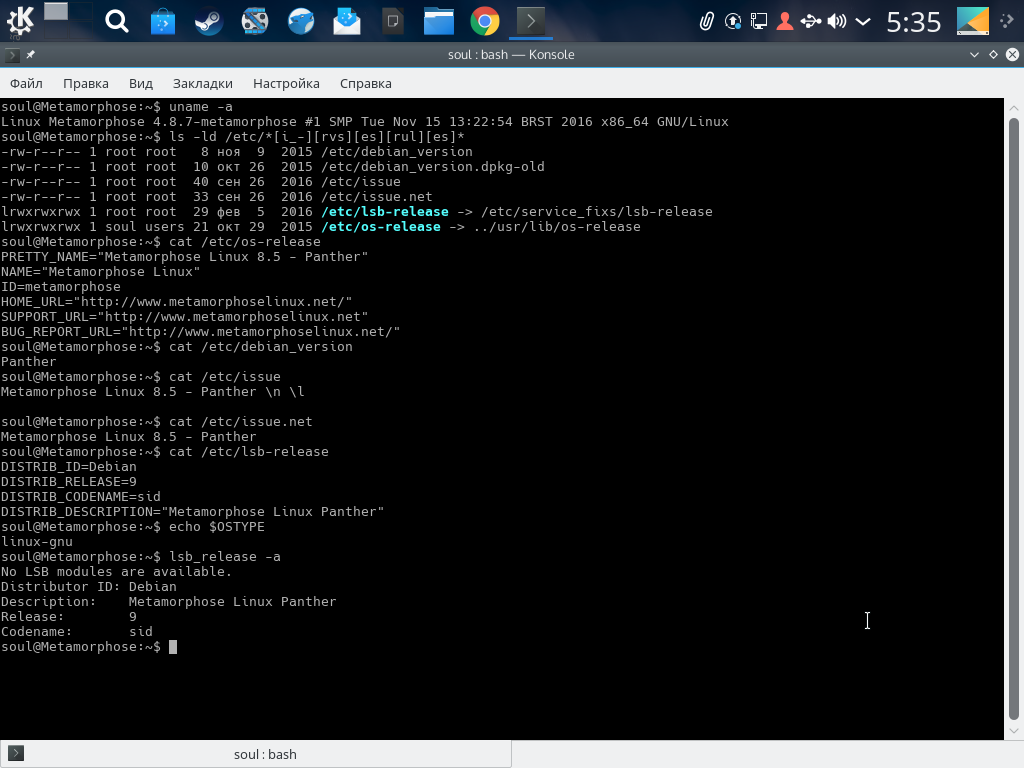 5:35
soul : bash — Konsole
Файл Правка Вид Закладки Настройка Справка
soul@Metamorphose:~$ uname -a
Linux Metamorphose 4.8.7-metamorphose #1 SMP Tue Nov 15 13:22:54 BRST 2016 x86_64 GNU/Linux
soul@Metamorphose:~$ ls -ld /etc/*[i_-][rvs][es][rul][es]*
-rw-r--r-- 1 root root   8 ноя  9  2015 /etc/debian_version
-rw-r--r-- 1 root root  10 окт 26  2015 /etc/debian_version.dpkg-old
-rw-r--r-- 1 root root  40 сен 26  2016 /etc/issue
-rw-r--r-- 1 root root  33 сен 26  2016 /etc/issue.net
lrwxrwxrwx 1 root root  29 фев  5  2016 /etc/lsb-release -> /etc/service_fixs/lsb-release
lrwxrwxrwx 1 soul users 21 окт 29  2015 /etc/os-release -> ../usr/lib/os-release
soul@Metamorphose:~$ cat /etc/os-release
PRETTY_NAME="Metamorphose Linux 8.5 - Panther"
NAME="Metamorphose Linux"
ID=metamorphose
HOME_URL="http://www.metamorphoselinux.net/"
SUPPORT_URL="http://www.metamorphoselinux.net"
BUG_REPORT_URL="http://www.metamorphoselinux.net/"
soul@Metamorphose:~$ cat /etc/debian_version
Panther
soul@Metamorphose:~$ cat /etc/issue
Metamorphose Linux 8.5 - Panther \n \l
soul@Metamorphose:~$ cat /etc/issue.net
Metamorphose Linux 8.5 - Panther
soul@Metamorphose:~$ cat /etc/lsb-release
DISTRIB_ID=Debian
DISTRIB_RELEASE=9
DISTRIB_CODENAME=sid
DISTRIB_DESCRIPTION="Metamorphose Linux Panther"
soul@Metamorphose:~$ echo $OSTYPE
linux-gnu
soul@Metamorphose:~$ lsb_release -a
No LSB modules are available.
Distributor ID: Debian
Description:    Metamorphose Linux Panther
Release:        9
Codename:       sid
soul@Metamorphose:~$
soul : bash